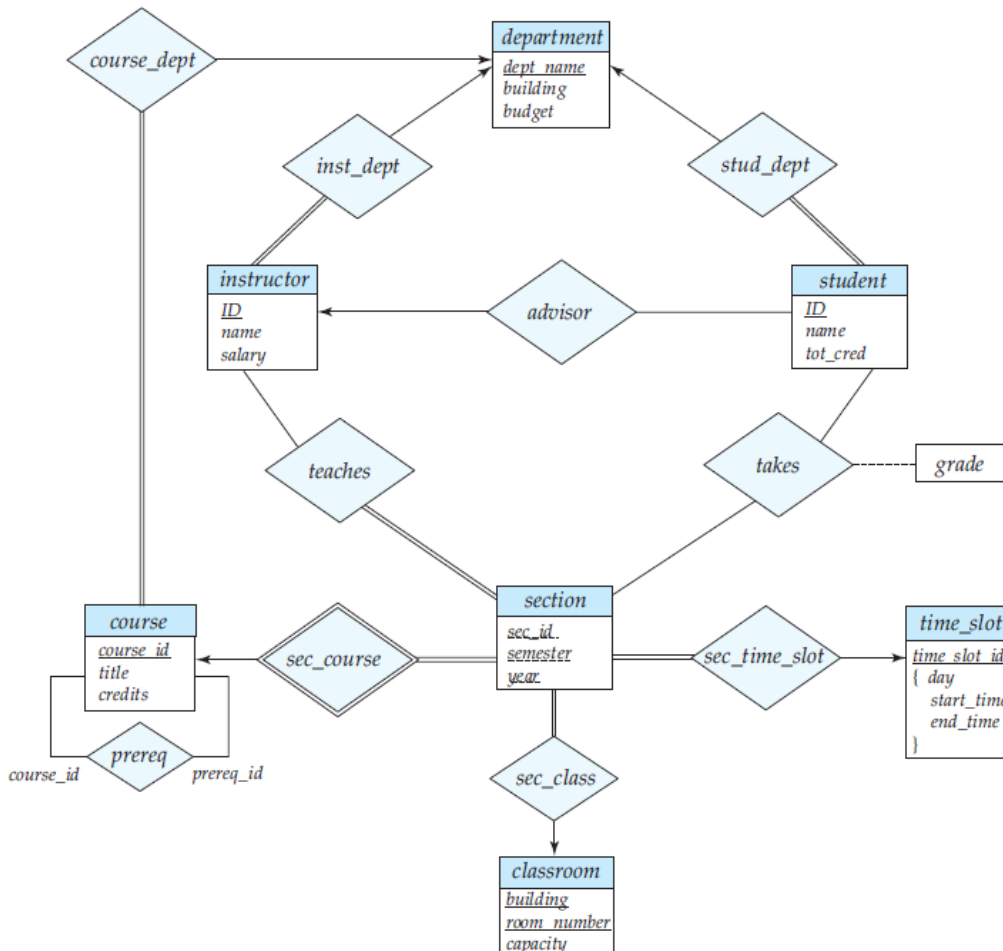 department
course_dept
dept_name
building
budget
inst_dept
stud_dept
instructor
student
ID
name
salary
advisor
ID
name
tot_cred
teaches
takes
grade
section
course
sec_id
semester
year
time_slot
course_id
title
credits
sec_course
sec_time_slot
time_slot_id
{ day
start_time
end_time
}
prereq
course_id
prereq_id
sec_class
classroom
building
room_number
capacity